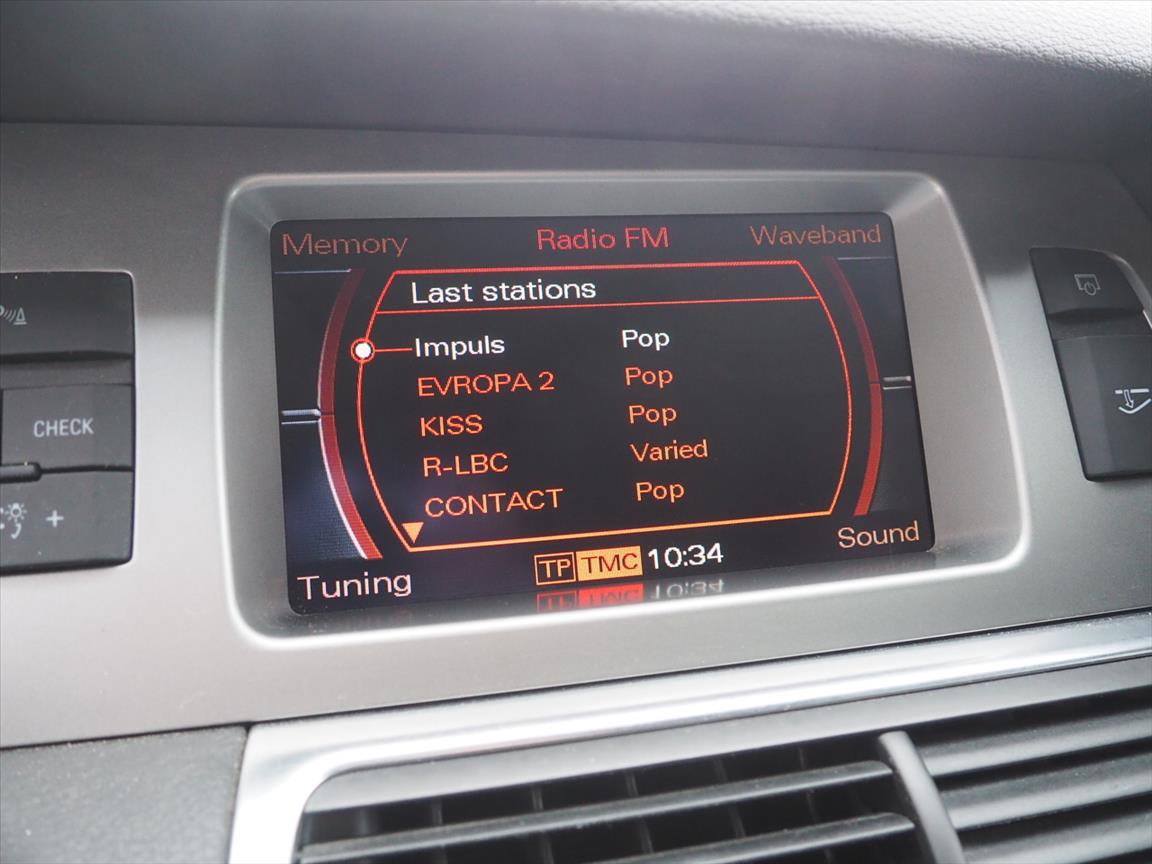 Memory Radio FM Waveband
Last stations
Impuls Pop
EVROPA 2 Pop
KISS Pop
R-LBC Varied
CONTACT Pop
Tuning TP TMC 10:34 Sound
CHECK
+